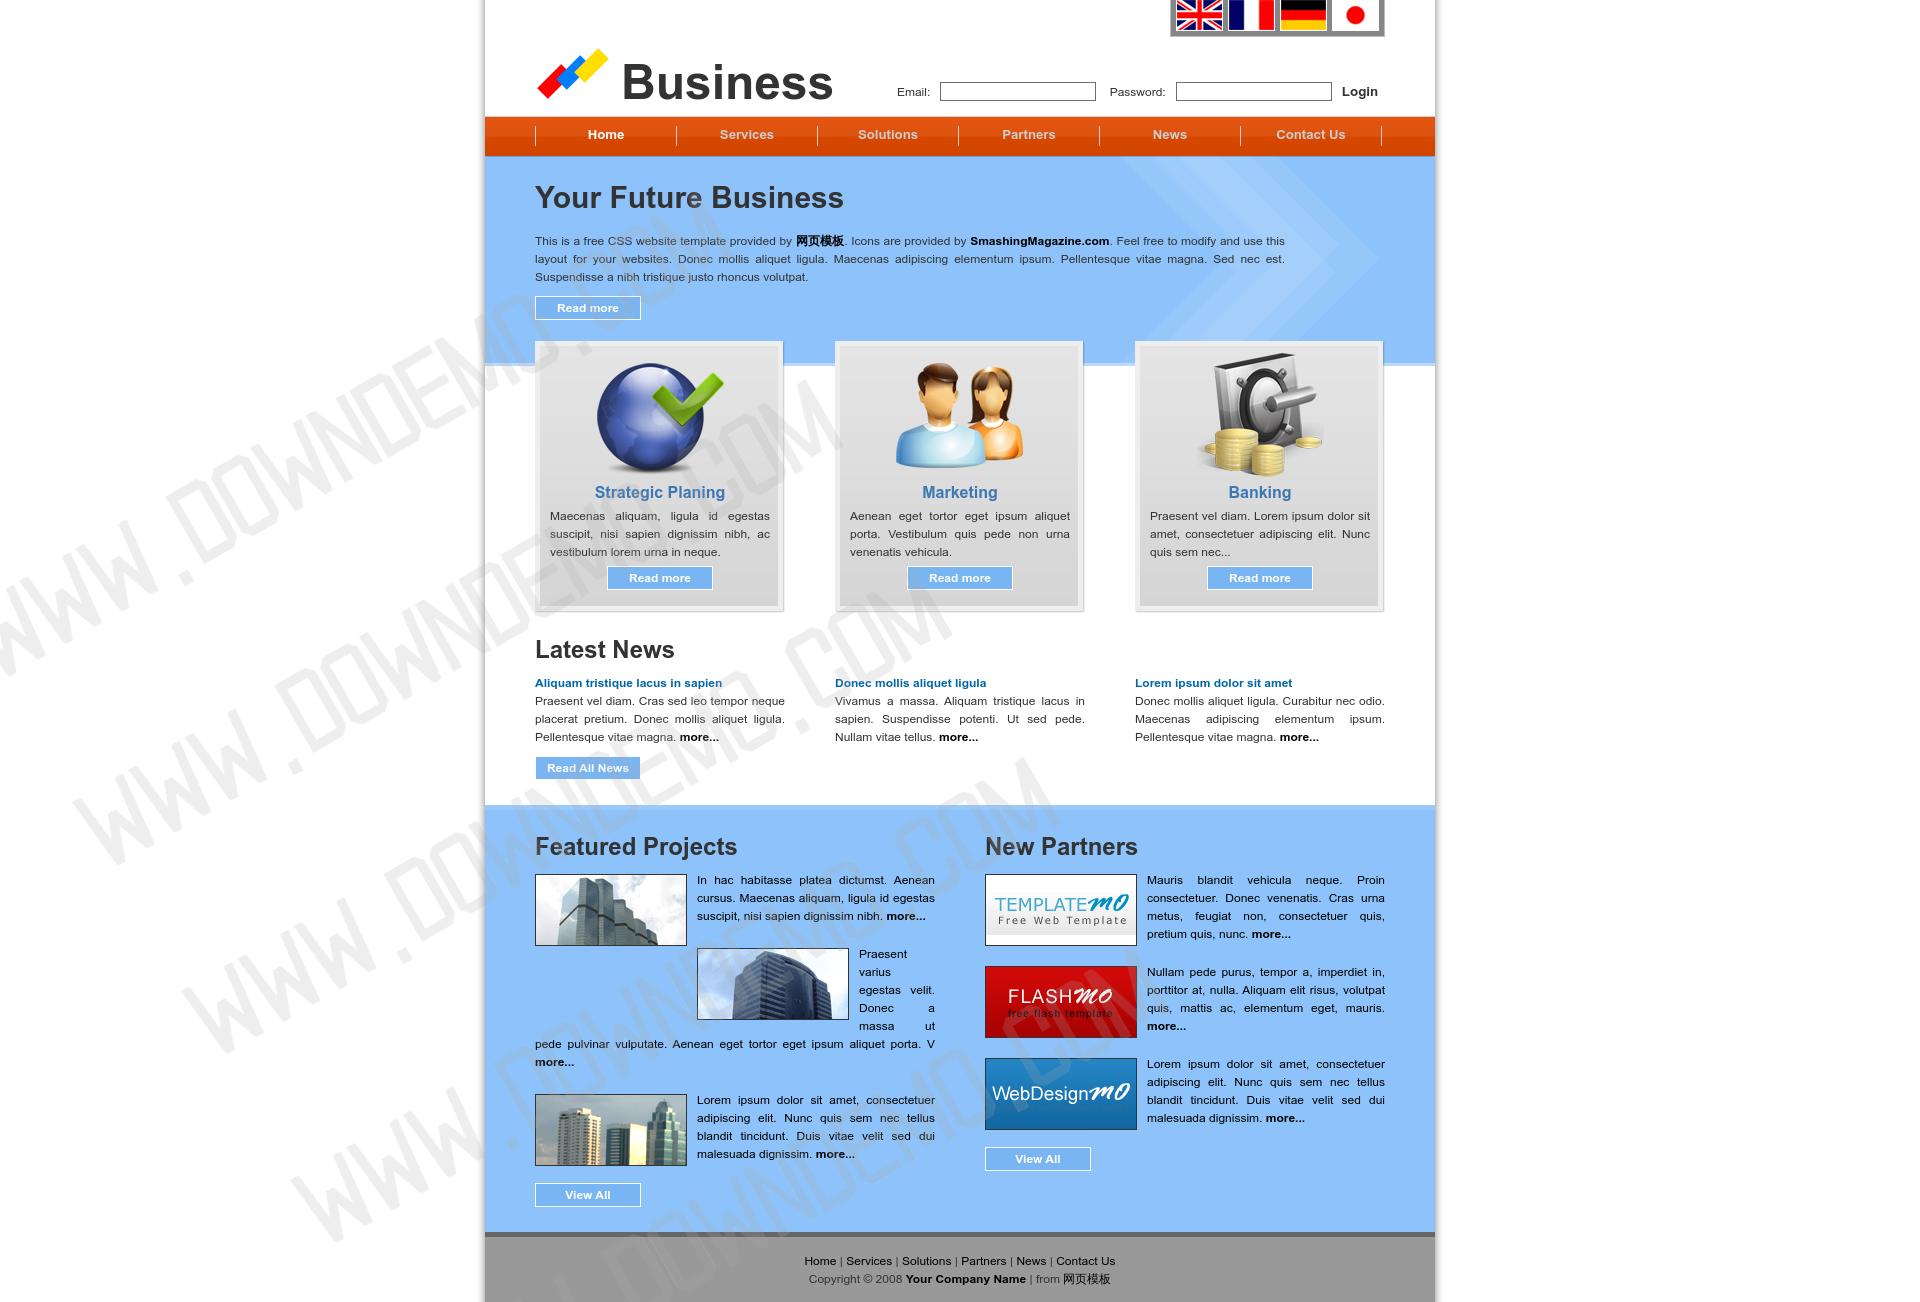 Business
Email:
Password:
Login
Home
Services
Solutions
Partners
News
Contact Us
Your Future Business
This is a free CSS website template provided by 网页模板. Icons are provided by SmashingMagazine.com. Feel free to modify and use this
layout for your websites. Donec mollis aliquet ligula. Maecenas adipiscing elementum ipsum. Pellentesque vitae magna. Sed nec est.
Suspendisse a nibh tristique justo rhoncus volutpat.
Read more
Strategic Planing
Maecenas aliquam, ligula id egestas
suscipit, nisi sapien dignissim nibh, ac
vestibulum lorem urna in neque.
Read more
Marketing
Aenean eget tortor eget ipsum aliquet
porta. Vestibulum quis pede non urna
venenatis vehicula.
Read more
Banking
Praesent vel diam. Lorem ipsum dolor sit
amet, consectetuer adipiscing elit. Nunc
quis sem nec...
Read more
Latest News
Aliquam tristique lacus in sapien
Praesent vel diam. Cras sed leo tempor neque
placerat pretium. Donec mollis aliquet ligula.
Pellentesque vitae magna. more...
Read All News
Donec mollis aliquet ligula
Vivamus a massa. Aliquam tristique lacus in
sapien. Suspendisse potenti. Ut sed pede.
Nullam vitae tellus. more...
Lorem ipsum dolor sit amet
Donec mollis aliquet ligula. Curabitur nec odio.
Maecenas adipiscing elementum ipsum.
Pellentesque vitae magna. more...
Featured Projects
In hac habitasse platea dictumst. Aenean
cursus. Maecenas aliquam, ligula id egestas
suscipit, nisi sapien dignissim nibh. more...
Praesent
varius
egestas velit.
Donec a
massa ut
pede pulvinar vulputate. Aenean eget tortor eget ipsum aliquet porta. V
more...
Lorem ipsum dolor sit amet, consectetuer
adipiscing elit. Nunc quis sem nec tellus
blandit tincidunt. Duis vitae velit sed dui
malesuada dignissim. more...
View All
New Partners
TEMPLATEMO
Free Web Template
Mauris blandit vehicula neque. Proin
consectetuer. Donec venenatis. Cras urna
metus, feugiat non, consectetuer quis,
pretium quis, nunc. more...
FLASHMO
free flash template
Nullam pede purus, tempor a, imperdiet in,
porttitor at, nulla. Aliquam elit risus, volutpat
quis, mattis ac, elementum eget, mauris.
more...
WebDesignMO
Lorem ipsum dolor sit amet, consectetuer
adipiscing elit. Nunc quis sem nec tellus
blandit tincidunt. Duis vitae velit sed dui
malesuada dignissim. more...
View All
Home | Services | Solutions | Partners | News | Contact Us
Copyright © 2008 Your Company Name | from 网页模板
WWW.DOWNDEMO.COM
WWW.DOWNDEMO.COM
WWW.DOWNDEMO.COM
WWW.DOWNDEMO.COM
WWW.DOWNDEMO.COM